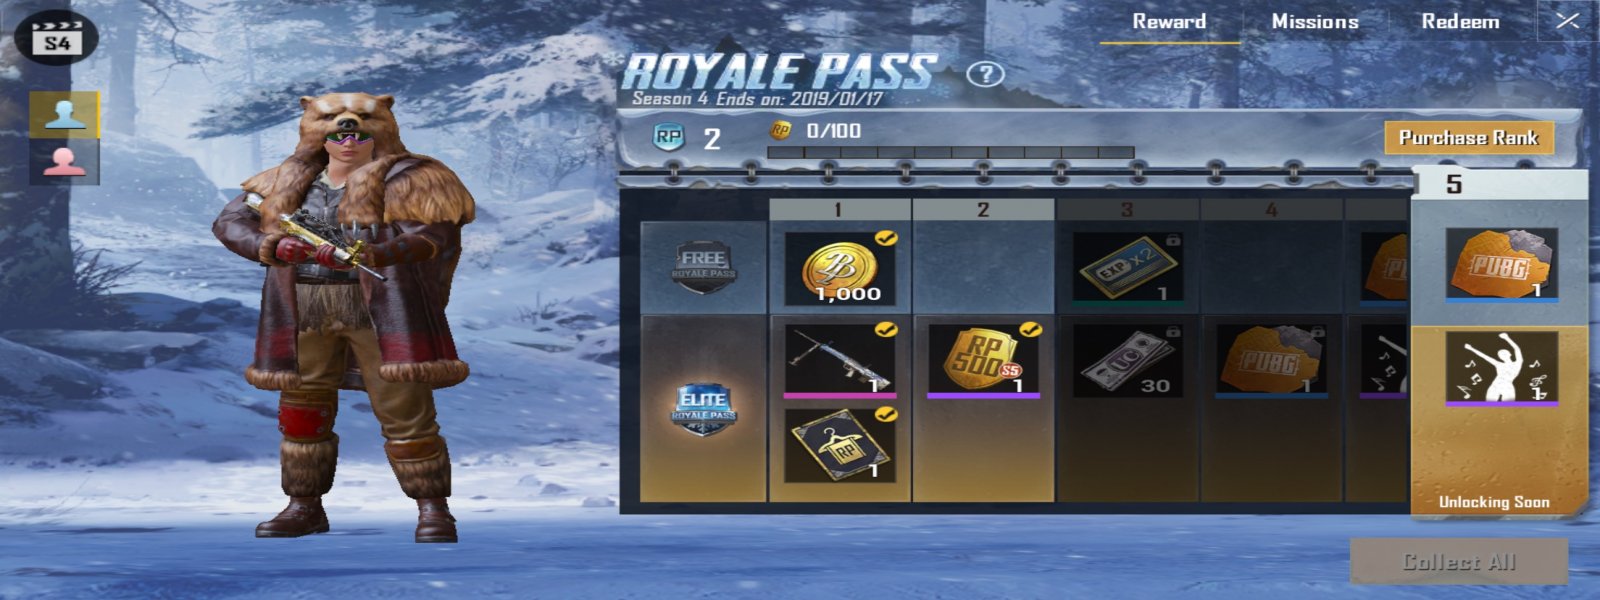 S4
Reward
Missions
Redeem
ROYALE PASS
?
Season 4 Ends on: 2019/01/17
RP
2
RP
0/100
Purchase Rank
1
2
3
4
5
FREE
ROYALE PASS
1,000
EXP X2
1
PUBG
1
ELITE
ROYALE PASS
1
RP
500
S5
1
UC
30
PUBG
1
1
RP
1
Unlocking Soon
Collect All